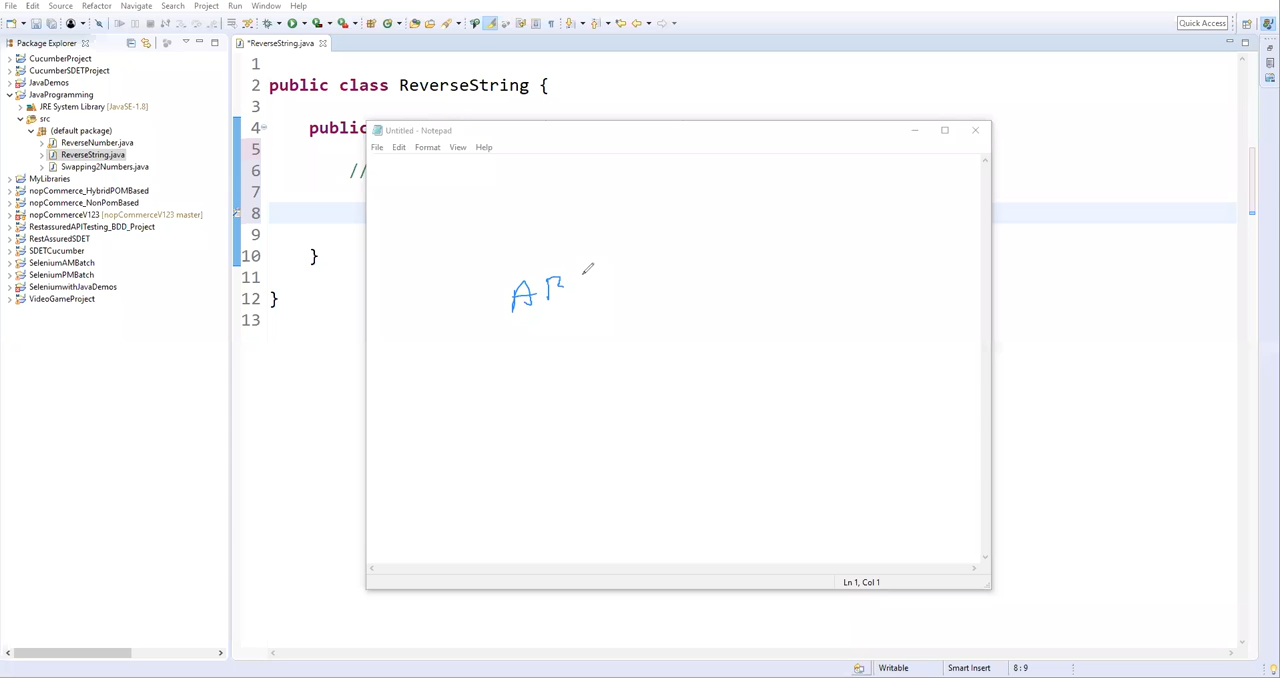 File Edit Source Refactor Navigate Search Project Run Window Help
Quick Access
Package Explorer
*ReverseString.java
CucumberProject
CucumberSDETProject
JavaDemos
JavaProgramming
JRE System Library [JavaSE-1.8]
src
(default package)
ReverseNumber.java
ReverseString.java
Swapping2Numbers.java
MyLibraries
nopCommerce_HybridPOMBased
nopCommerce_NonPomBased
nopCommerceV123 [nopCommerceV123 master]
RestassuredAPITesting_BDD_Project
RestAssuredSDET
SDETCucumber
SeleniumAMBatch
SeleniumPMBatch
SeleniumwithJavaDemos
VideoGameProject
1
2 public class ReverseString {
3
4 public
5
6 //
7
8
9
10 }
11
12 }
13
Untitled - Notepad
File Edit Format View Help
A
Ln 1, Col 1
Writable Smart Insert 8 : 9